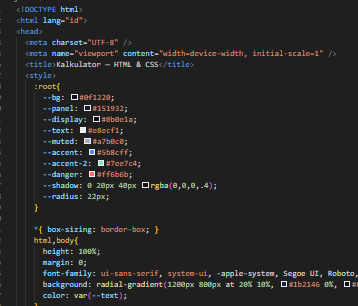 <!DOCTYPE html>
<html lang="id">
<head>
<meta charset="UTF-8" />
<meta name="viewport" content="width=device-width, initial-scale=1" />
<title>Kalkulator — HTML & CSS</title>
<style>
:root{
--bg: #0f1220;
--panel: #151932;
--display: #0b0e1a;
--text: #e8ecf1;
--muted: #a7b0c0;
--accent: #5b8cff;
--accent-2: #7ee7c4;
--danger: #ff6b6b;
--shadow: 0 20px 40px rgba(0,0,0,.4);
--radius: 22px;
}
*{ box-sizing: border-box; }
html,body{
height: 100%;
margin: 0;
font-family: ui-sans-serif, system-ui, -apple-system, Segoe UI, Roboto,
background: radial-gradient(1200px 800px at 20% 10%, #1b2146 0%,
color: var(--text);